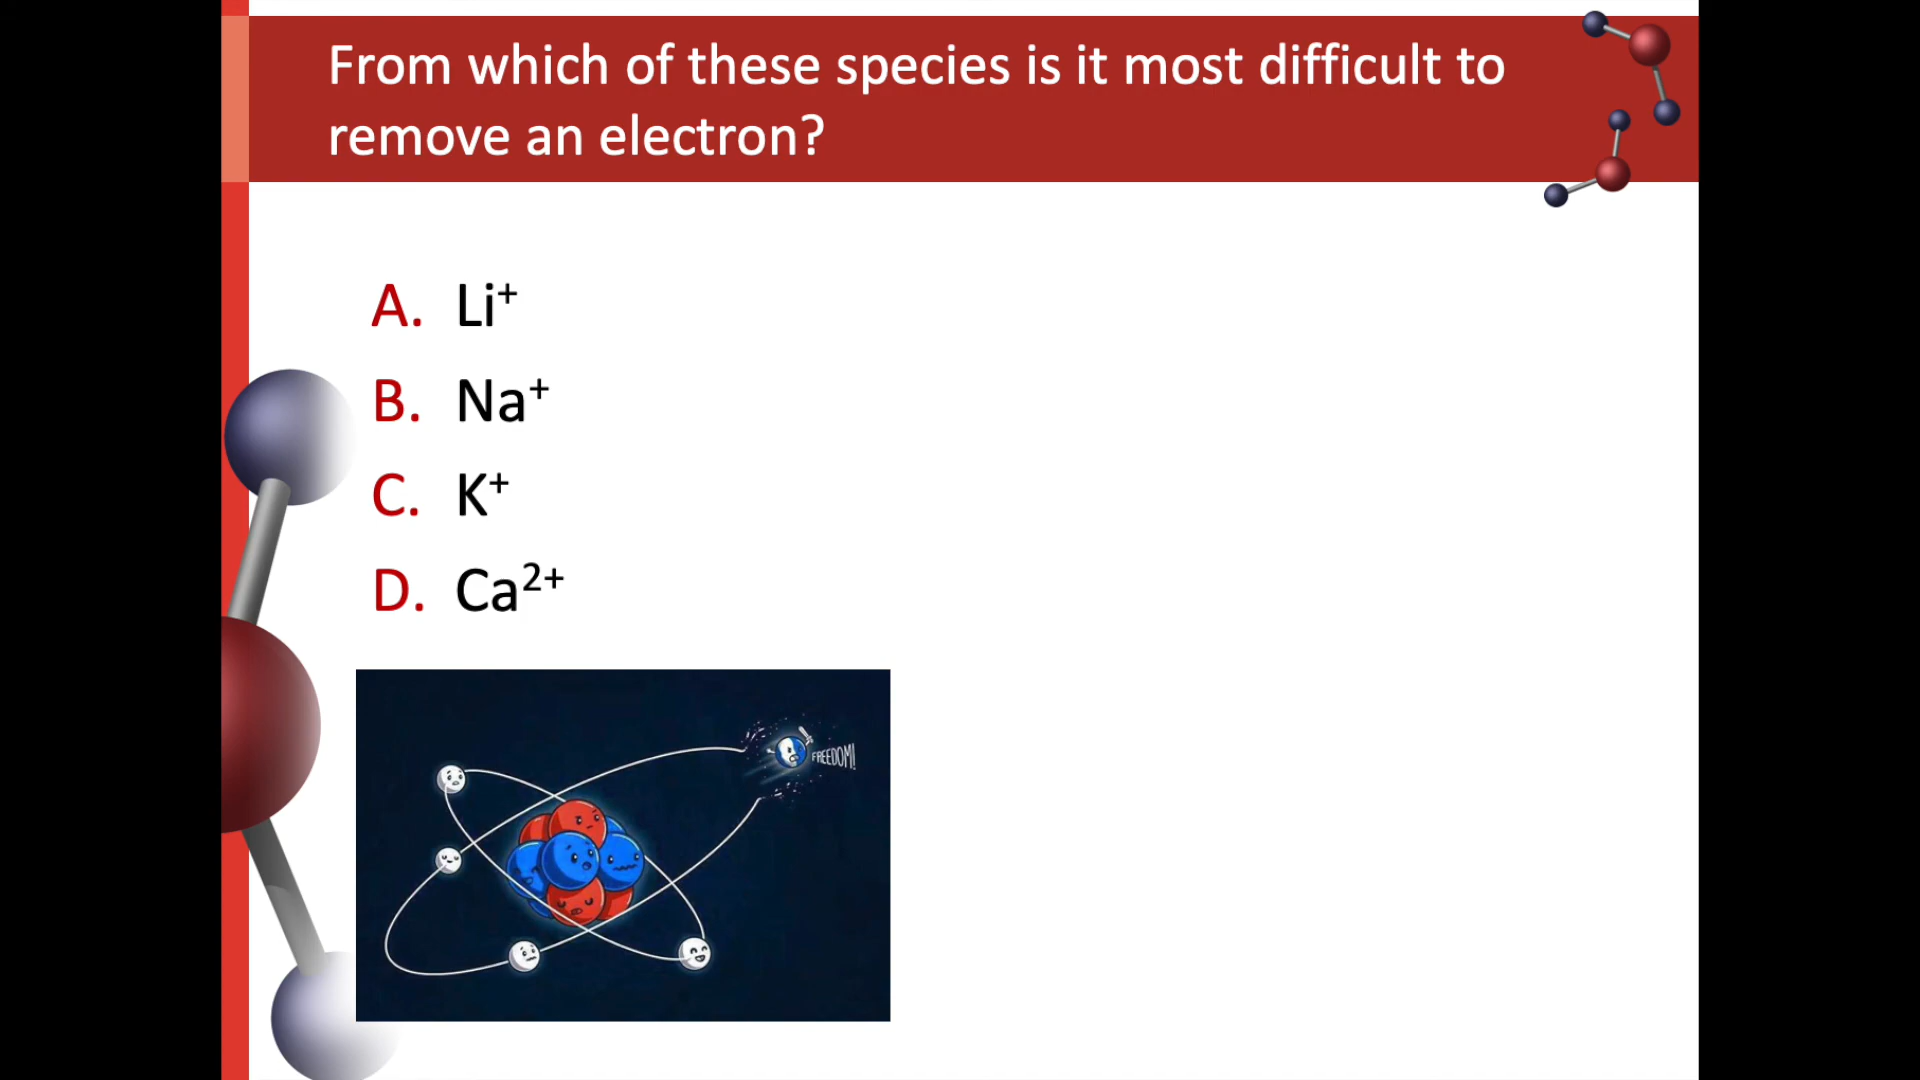 From which of these species is it most difficult to
remove an electron?
A. Li⁺
B. Na⁺
C. K⁺
D. Ca²⁺
FREEDOM!